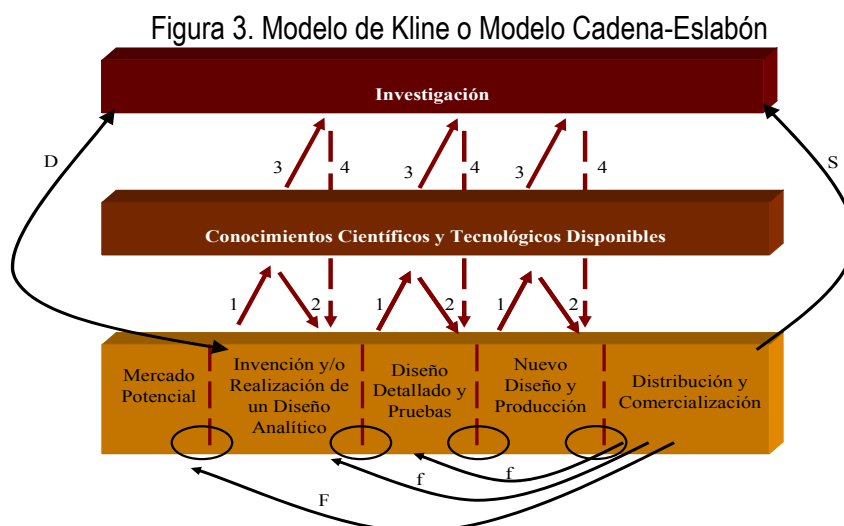 Figura 3. Modelo de Kline o Modelo Cadena-Eslabón
Investigación
D
S
3
4
3
4
3
4
Conocimientos Científicos y Tecnológicos Disponibles
1
2
1
2
1
2
Mercado
Potencial
Invención y/o
Realización de
un Diseño
Analítico
Diseño
Detallado y
Pruebas
Nuevo
Diseño y
Producción
Distribución y
Comercialización
f
f
F